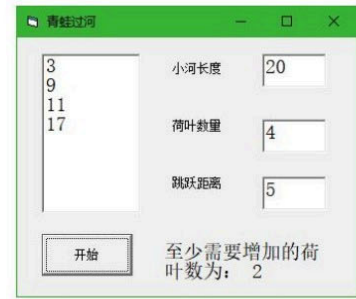 青蛙过河
3
9
11
17
小河长度
20
荷叶数量
4
跳跃距离
5
开始
至少需要增加的荷
叶数为： 2